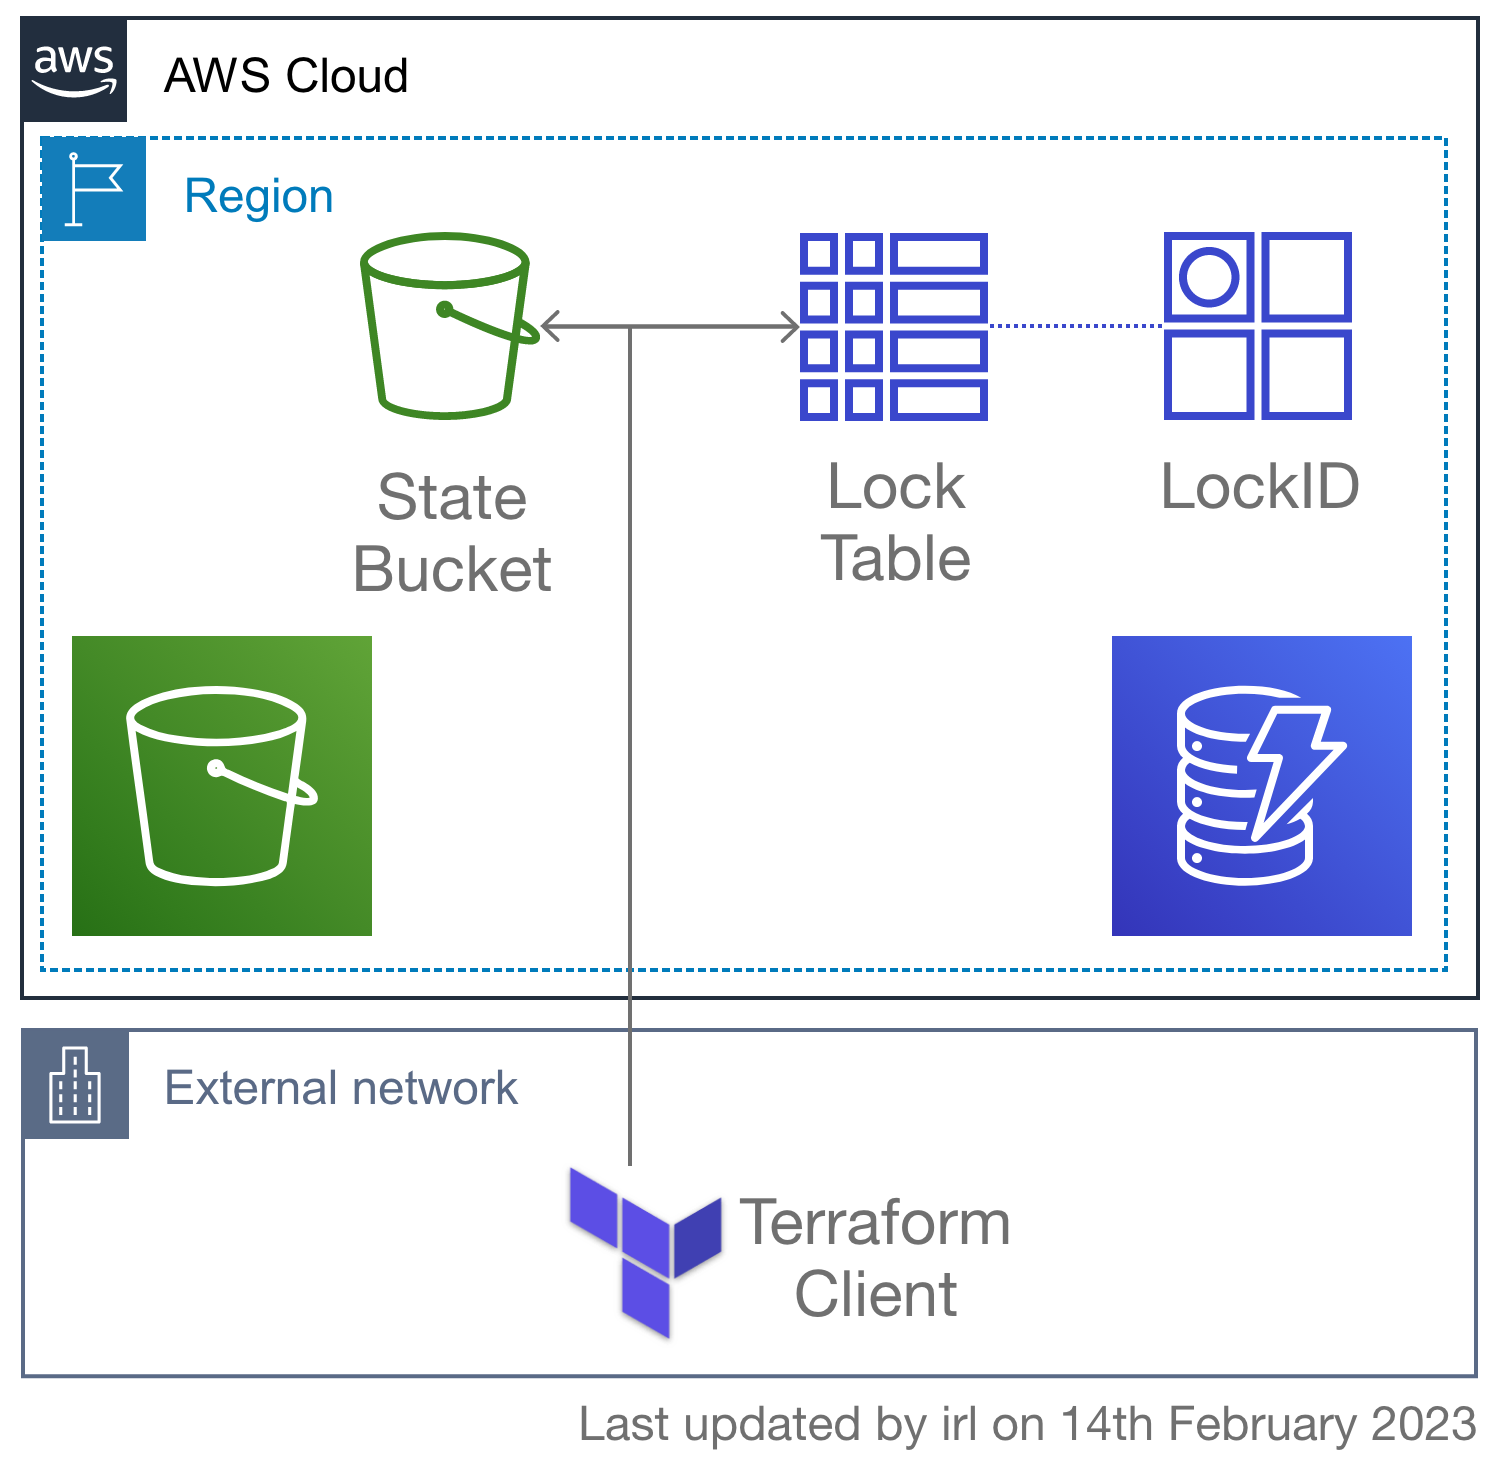 aws
AWS Cloud
Region
State
Bucket
Lock
Table
LockID
External network
Terraform
Client
Last updated by irl on 14th February 2023